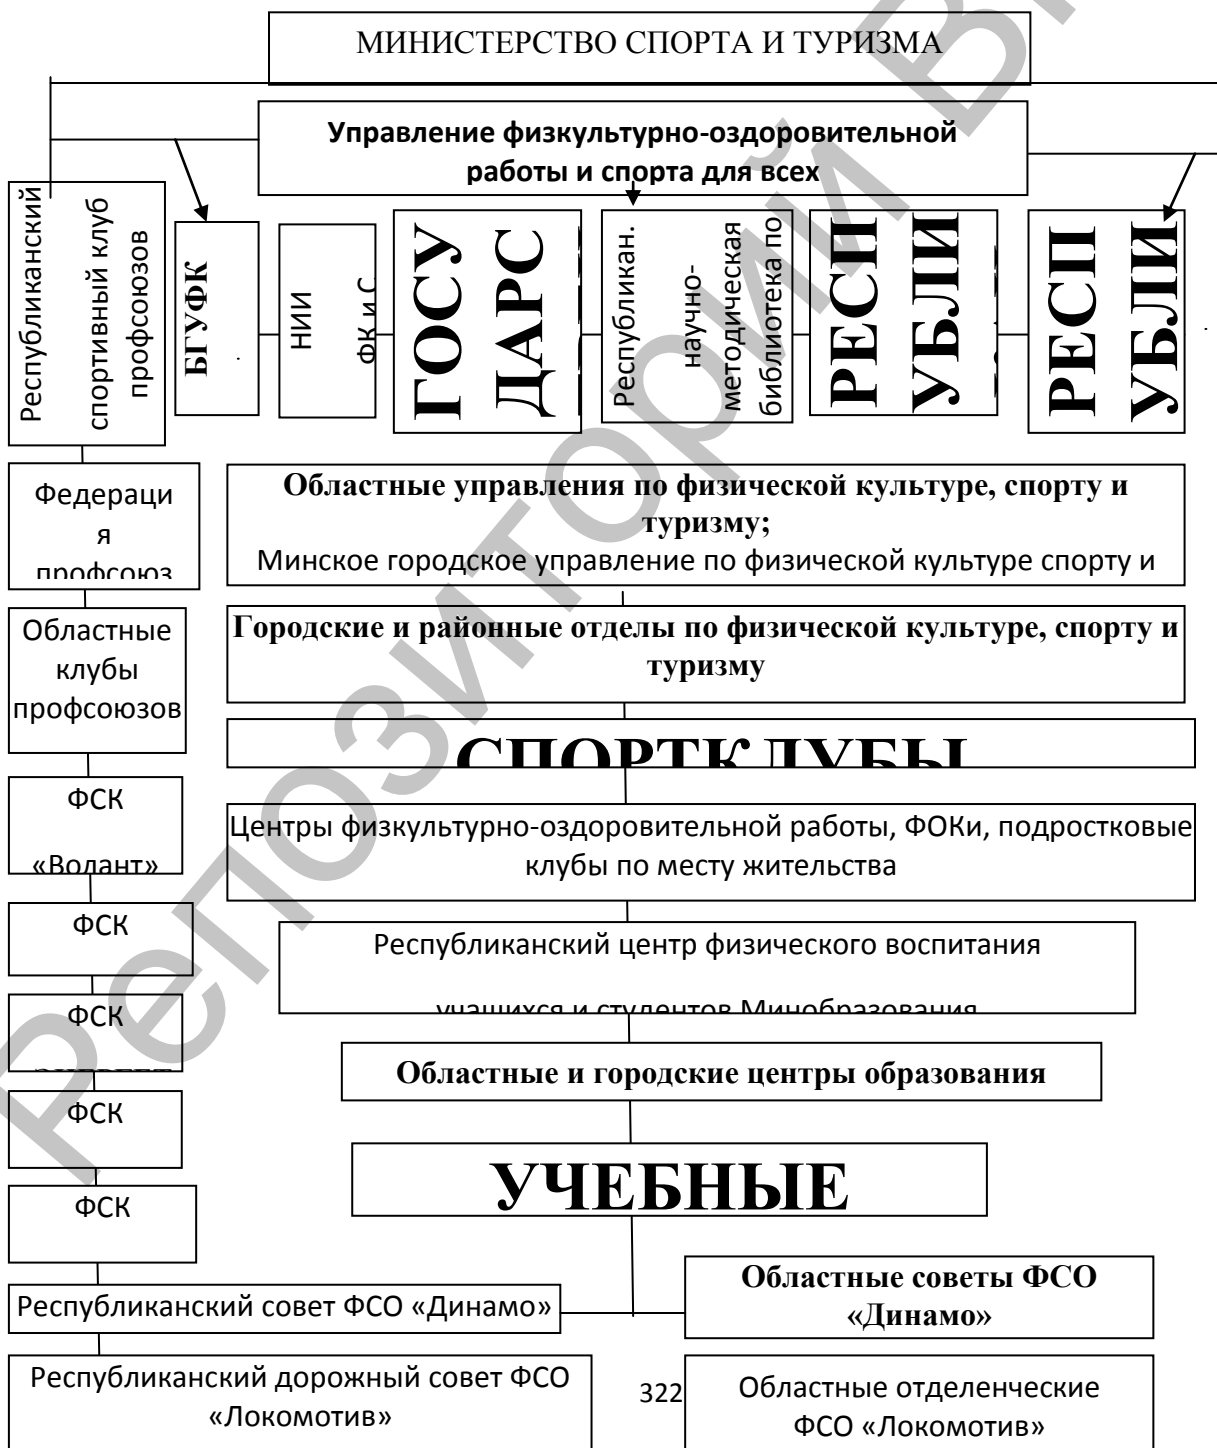 МИНИСТЕРСТВО СПОРТА И ТУРИЗМА
Управление физкультурно-оздоровительной
работы и спорта для всех
Республиканский
спортивный клуб
профсоюзов
БГУФК
.
НИИ
ФК и С
ГОСУ
ДАРС
Республикан.
научно-
методическая
библиотека по
РЕСП
УБЛИ
РЕСП
УБЛИ
.
Федераци
я
профсоюз
Областные управления по физической культуре, спорту и
туризму;
Минское городское управление по физической культуре спорту и
Областные
клубы
профсоюзов
Городские и районные отделы по физической культуре, спорту и
туризму
СПОРТКЛУБЫ
ФСК
«Волант»
Центры физкультурно-оздоровительной работы, ФОКи, подростковые
клубы по месту жительства
ФСК
Республиканский центр физического воспитания
учащихся и студентов Минобразования
ФСК
Областные и городские центры образования
ФСК
УЧЕБНЫЕ
ФСК
Республиканский совет ФСО «Динамо»
Областные советы ФСО
«Динамо»
Республиканский дорожный совет ФСО
«Локомотив»
322
Областные отделенческие
ФСО «Локомотив»
Репозиторий